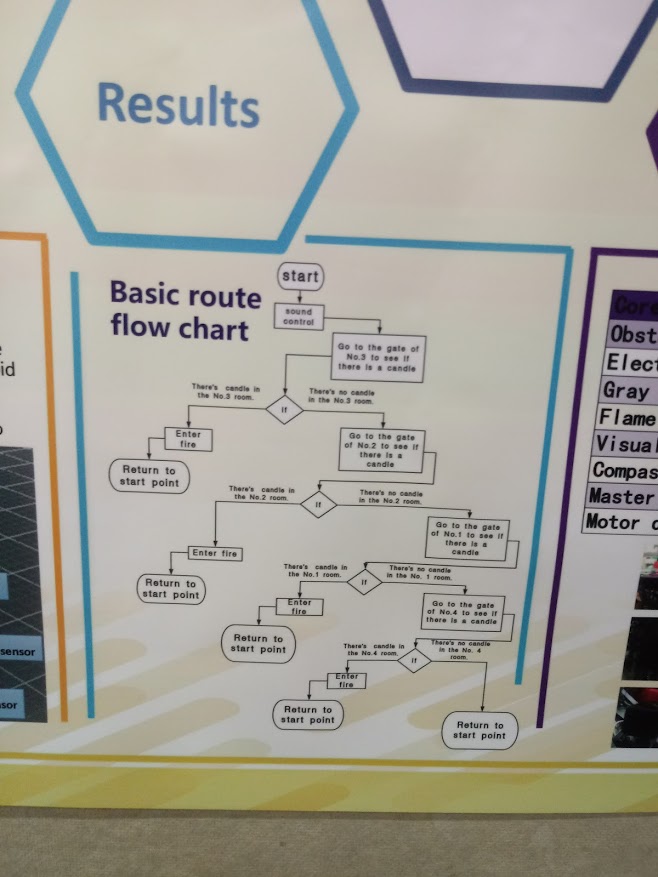 Results
Basic route
flow chart
start
sound
control
Go to the gate of
No.3 to see if
there is a candle
There's candle in
the No.3 room.
There's no candle
in the No.3 room.
if
Enter
fire
Return to
start point
Go to the gate
of No.2 to see if
there is a
candle
There's candle in
the No.2 room.
There's no candle
in the No.2 room.
if
Enter fire
Return to
start point
Go to the gate
of No.1 to see if
there is a
candle
There's candle in
the No.1 room.
There's no candle
in the No. 1 room.
if
Enter
fire
Return to
start point
Go to the gate
of No.4 to see if
there is a candle
There's candle in
the No.4 room.
There's no candle
in the No. 4
room.
if
Enter
fire
Return to
start point
Return to
start point
id
sensor
sor
Core
Obst
Elect
Gray
Flame
Visual
Compas
Master
Motor